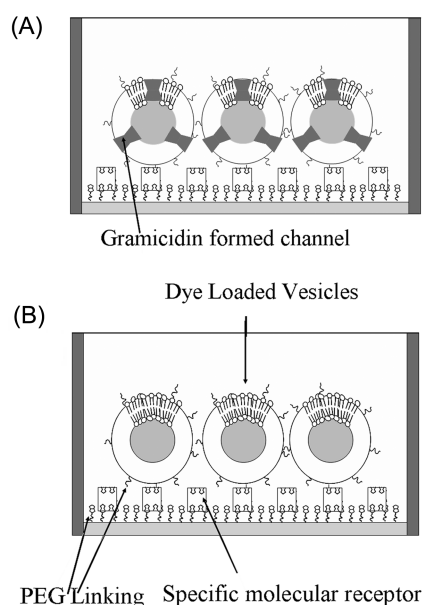 (A)
Gramicidin formed channel
Dye Loaded Vesicles
(B)
PEG Linking Specific molecular receptor